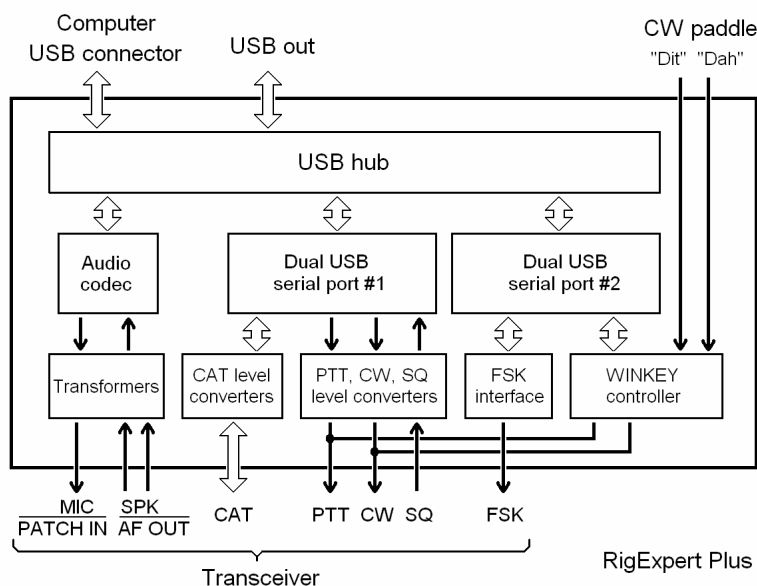 Computer
USB connector
USB out
CW paddle
"Dit" "Dah"
USB hub
Audio
codec
Dual USB
serial port #1
Dual USB
serial port #2
Transformers
CAT level
converters
PTT, CW, SQ
level converters
FSK
interface
WINKEY
controller
MIC
PATCH IN
SPK
AF OUT
CAT
PTT
CW
SQ
FSK
Transceiver
RigExpert Plus